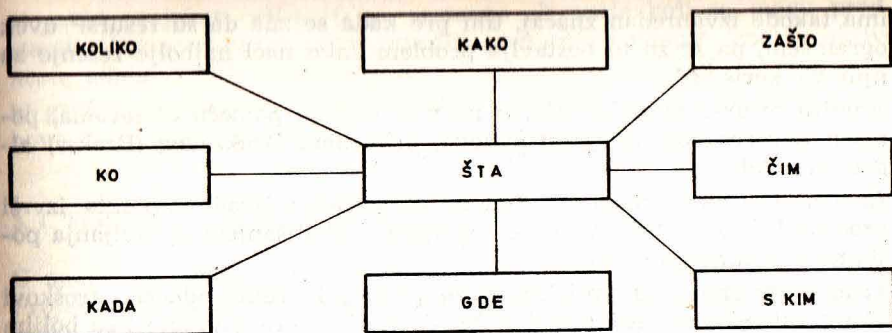 KOLIKO
KAKO
ZAŠTO
KO
ŠTA
ČIM
KADA
GDE
S KIM